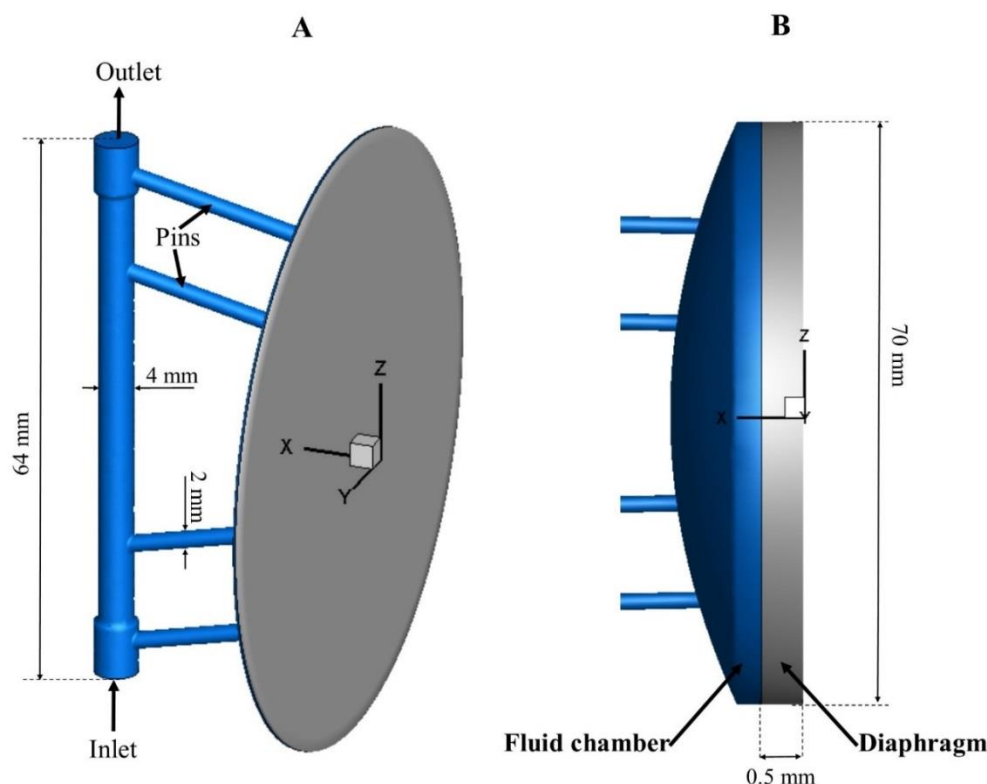 A
Outlet
Pins
4 mm
64 mm
Z
X
Y
2 mm
Inlet
B
Z
X
Y
70 mm
Fluid chamber
Diaphragm
0.5 mm